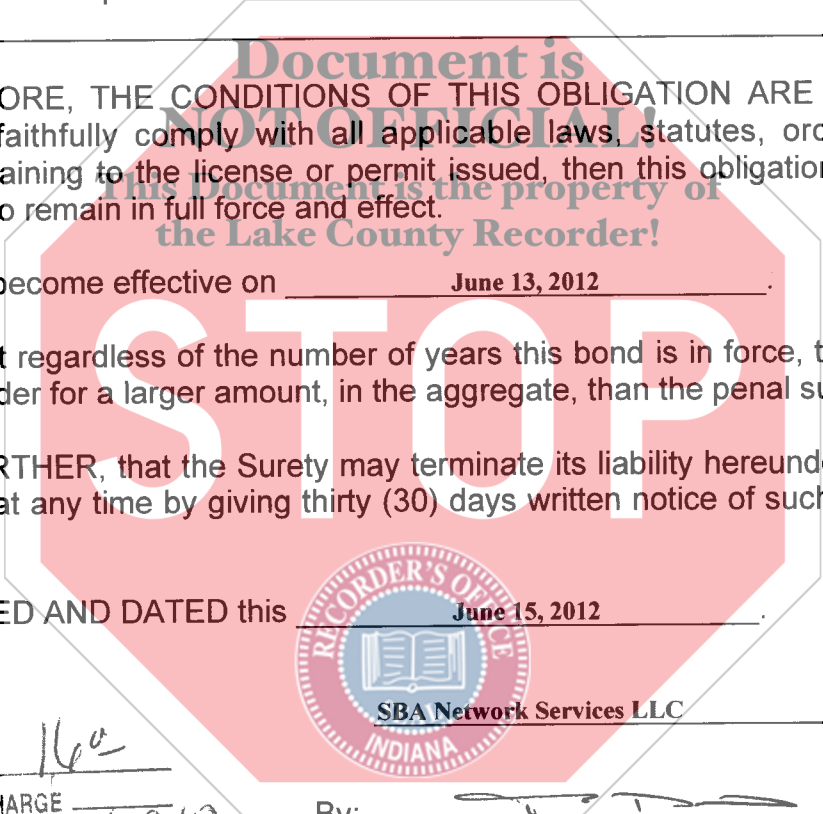 Document is
ORE, THE CONDITIONS OF THIS OBLIGATION ARE
NOT OFFICIAL!
faithfully comply with all applicable laws, statutes, orc
aining to the license or permit issued, then this obligation
This Document is the property of
o remain in full force and effect.
the Lake County Recorder!
become effective on June 13, 2012.
STOP
t regardless of the number of years this bond is in force, t
der for a larger amount, in the aggregate, than the penal su
RTHER, that the Surety may terminate its liability hereunde
at any time by giving thirty (30) days written notice of such
RECORDER'S OFFICE
ED AND DATED this June 15, 2012.
SBA Network Services LLC
INDIANA
HARGE
By: